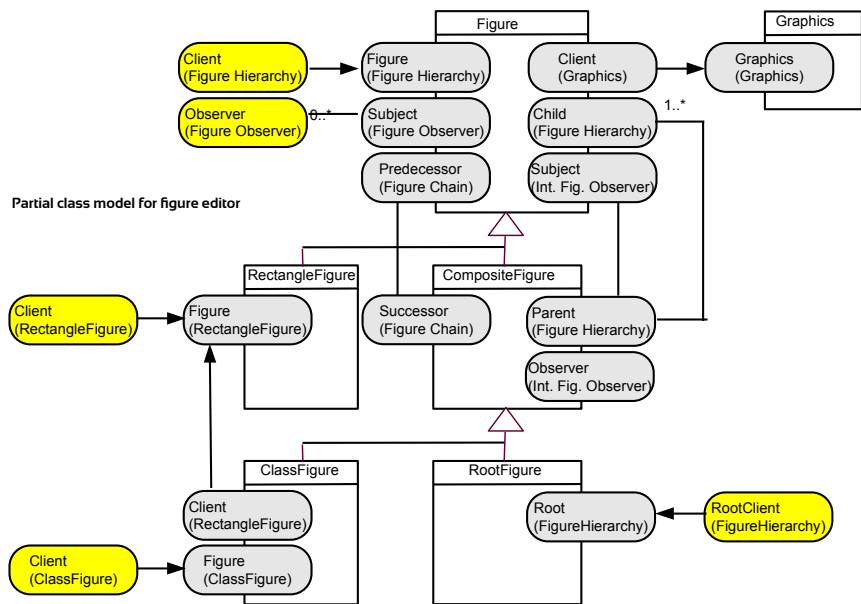 Figure
Graphics
Client
(Figure Hierarchy)
Figure
(Figure Hierarchy)
Client
(Graphics)
Graphics
(Graphics)
Observer
(Figure Observer)
0..*
Subject
(Figure Observer)
Child
(Figure Hierarchy)
1..*
Predecessor
(Figure Chain)
Subject
(Int. Fig. Observer)
Partial class model for figure editor
RectangleFigure
CompositeFigure
Client
(RectangleFigure)
Figure
(RectangleFigure)
Successor
(Figure Chain)
Parent
(Figure Hierarchy)
Observer
(Int. Fig. Observer)
ClassFigure
RootFigure
Client
(RectangleFigure)
Root
(FigureHierarchy)
RootClient
(FigureHierarchy)
Client
(ClassFigure)
Figure
(ClassFigure)